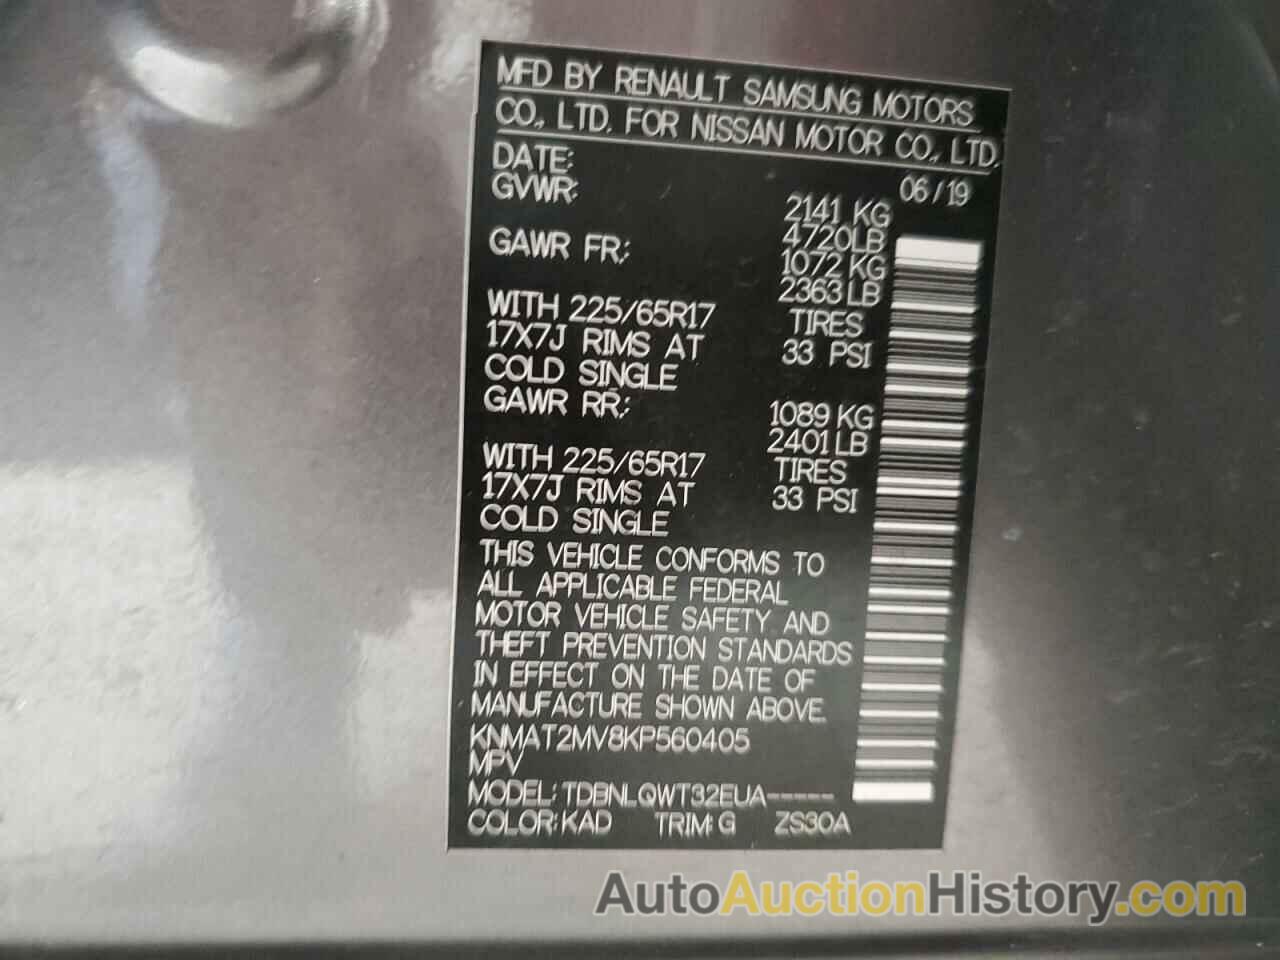 MFD BY RENAULT SAMSUNG MOTORS
CO., LTD. FOR NISSAN MOTOR CO., LTD.
DATE: 06/19
GVWR: 2141 KG
4720LB
GAWR FR: 1072 KG
2363 LB
WITH 225/65R17 TIRES
17X7J RIMS AT 33 PSI
COLD SINGLE
GAWR RR: 1089 KG
2401 LB
WITH 225/65R17 TIRES
17X7J RIMS AT 33 PSI
COLD SINGLE
THIS VEHICLE CONFORMS TO
ALL APPLICABLE FEDERAL
MOTOR VEHICLE SAFETY AND
THEFT PREVENTION STANDARDS
IN EFFECT ON THE DATE OF
MANUFACTURE SHOWN ABOVE.
KNMAT2MV8KP560405
MPV
MODEL: TDBNLQWT32EUA-----
COLOR: KAD TRIM: G ZS30A
AutoAuctionHistory.com